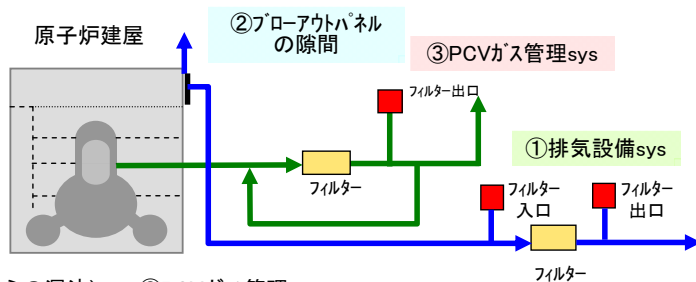 原子炉建屋
②ブローアウトパネル
の隙間
③PCVガス管理sys
フィルター出口
①排気設備sys
フィルター
フィルター
入口
フィルター
出口
フィルター